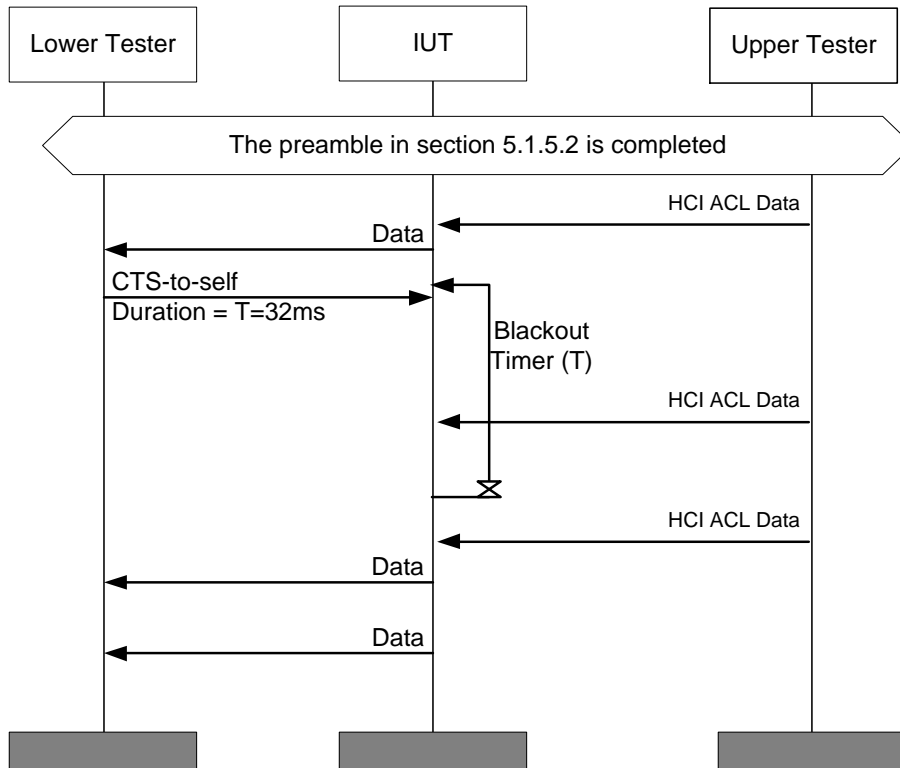 Lower Tester
IUT
Upper Tester
The preamble in section 5.1.5.2 is completed
HCI ACL Data
Data
CTS-to-self
Duration = T=32ms
Blackout
Timer (T)
HCI ACL Data
HCI ACL Data
Data
Data